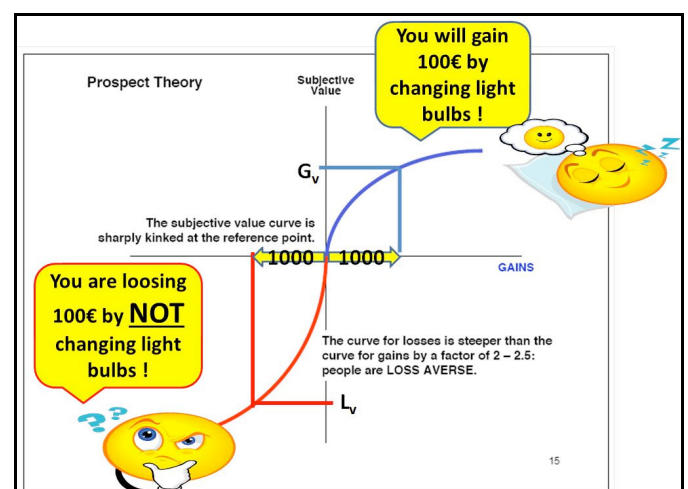 Prospect Theory
Subjective
Value
You will gain
100€ by
changing light
bulbs !
z z Z
Gv
The subjective value curve is
sharply kinked at the reference point.
1000 1000
GAINS
You are loosing
100€ by NOT
changing light
bulbs !
The curve for losses is steeper than the
curve for gains by a factor of 2 – 2.5:
people are LOSS AVERSE.
Lv
???
15